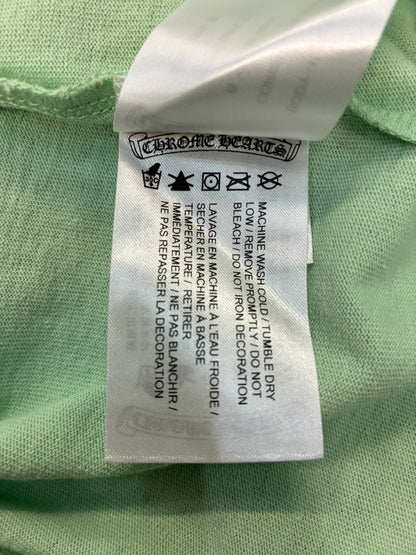 CHROME HEARTS
MACHINE WASH COLD / TUMBLE DRY
LOW / REMOVE PROMPTLY / DO NOT
BLEACH / DO NOT IRON DECORATION
LAVAGE EN MACHINE À L'EAU FROIDE /
SECHER EN MACHINE À BASSE
TEMPERATURE / RETIRER
IMMÉDIATEMENT / NE PAS BLANCHIR /
NE PAS REPASSER LA DECORATION